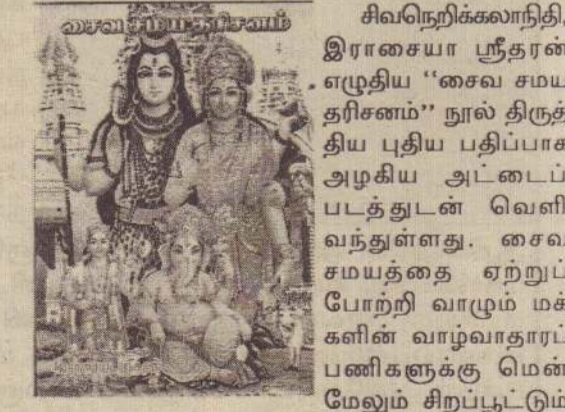 சைவ சமய தரிசனம்
சிவநெறிக்கலாநிதி,
இராசையா ஸ்ரீதரன்
எழுதிய ‘‘சைவ சமய
தரிசனம்’’ நூல் திருத்
திய புதிய பதிப்பாக
அழகிய அட்டைப்
படத்துடன் வெளி
வந்துள்ளது. சைவ
சமயத்தை ஏற்றுப்
போற்றி வாழும் மக்
களின் வாழ்வாதாரப்
பணிகளுக்கு மென்
மேலும் சிறப்பூட்டும்